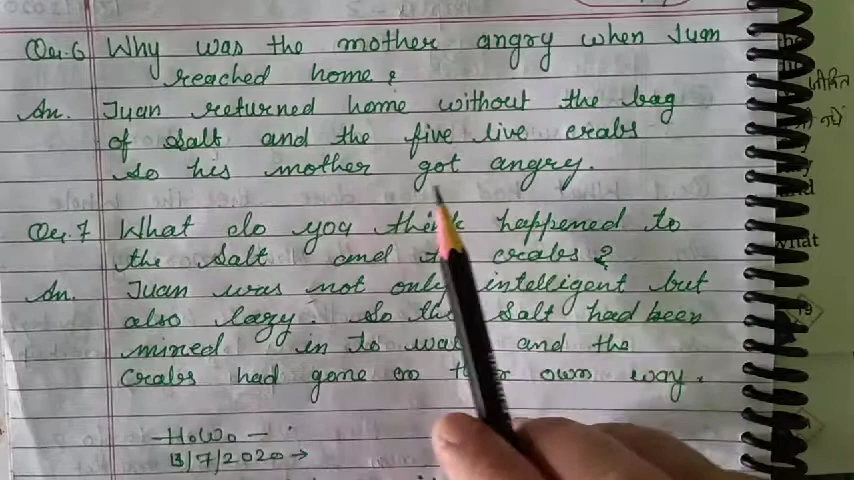 Qu.6 Why was the mother angry when Juan
reached home?
An. Juan returned home without the bag
of salt and the five live crabs
so his mother got angry.
Qu.7 What do you think happened to
the salt and crabs?
An. Juan was not only intelligent but
also lazy. So the salt had been
mined in to and the
crabs had gone on own way.
H.W.
13/7/2020→